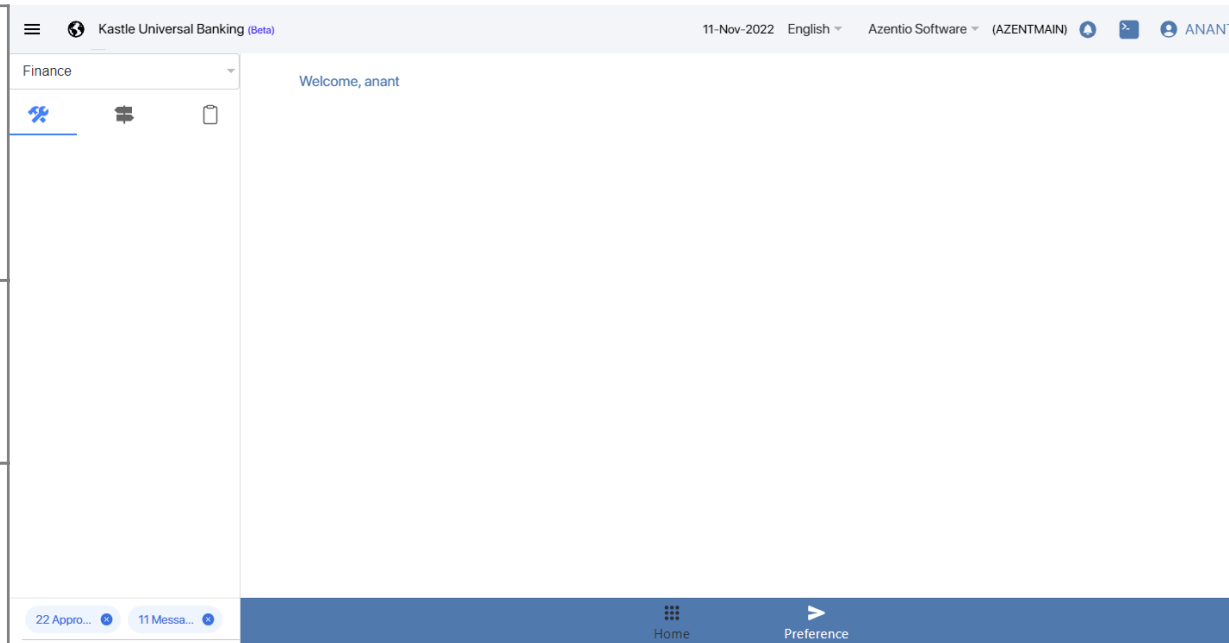 Kastle Universal Banking (Beta)
11-Nov-2022 English Azentio Software (AZENTMAIN) ANANT
Finance
Welcome, anant
22 Appro... 11 Messa...
Home Preference